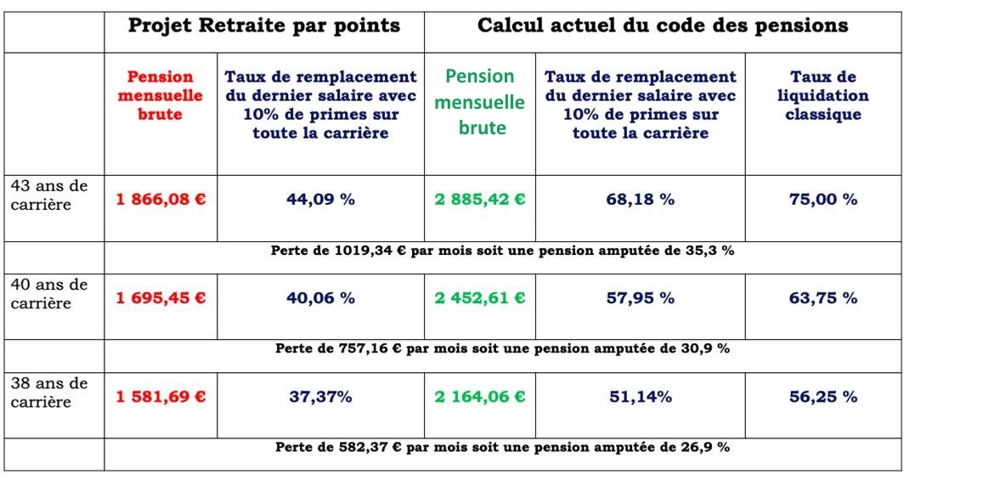 Projet Retraite par points
Calcul actuel du code des pensions
Pension
mensuelle
brute
Taux de remplacement
du dernier salaire avec
10% de primes sur
toute la carrière
Pension
mensuelle
brute
Taux de remplacement
du dernier salaire avec
10% de primes sur
toute la carrière
Taux de
liquidation
classique
43 ans de
carrière
1 866,08 €
44,09 %
2 885,42 €
68,18 %
75,00 %
Perte de 1019,34 € par mois soit une pension amputée de 35,3 %
40 ans de
carrière
1 695,45 €
40,06 %
2 452,61 €
57,95 %
63,75 %
Perte de 757,16 € par mois soit une pension amputée de 30,9 %
38 ans de
carrière
1 581,69 €
37,37%
2 164,06 €
51,14%
56,25 %
Perte de 582,37 € par mois soit une pension amputée de 26,9 %